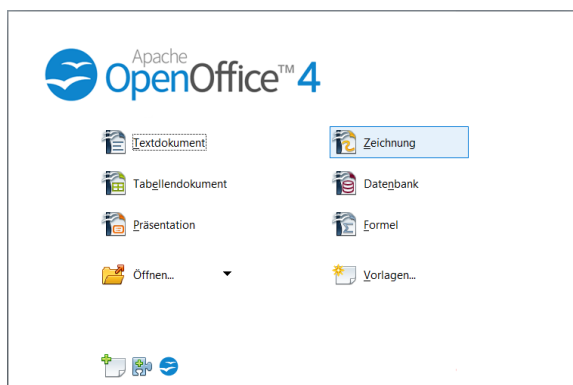 Apache
OpenOffice™ 4
Textdokument
Zeichnung
Tabellendokument
Datenbank
Präsentation
Formel
Öffnen...
Vorlagen...